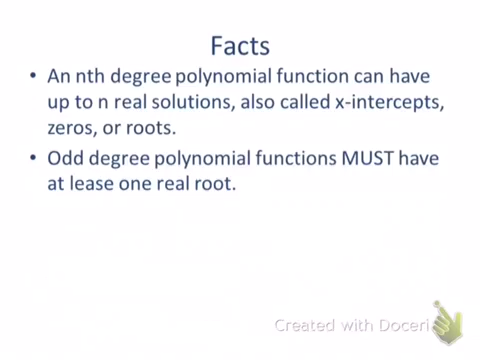 Facts
• An nth degree polynomial function can have
up to n real solutions, also called x-intercepts,
zeros, or roots.
• Odd degree polynomial functions MUST have
at lease one real root.
Created with Doceri